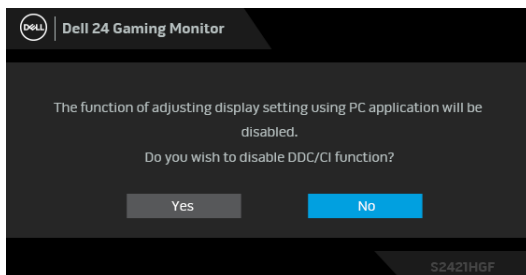 DELL
Dell 24 Gaming Monitor
The function of adjusting display setting using PC application will be
disabled.
Do you wish to disable DDC/CI function?
Yes
No
S2421HGF